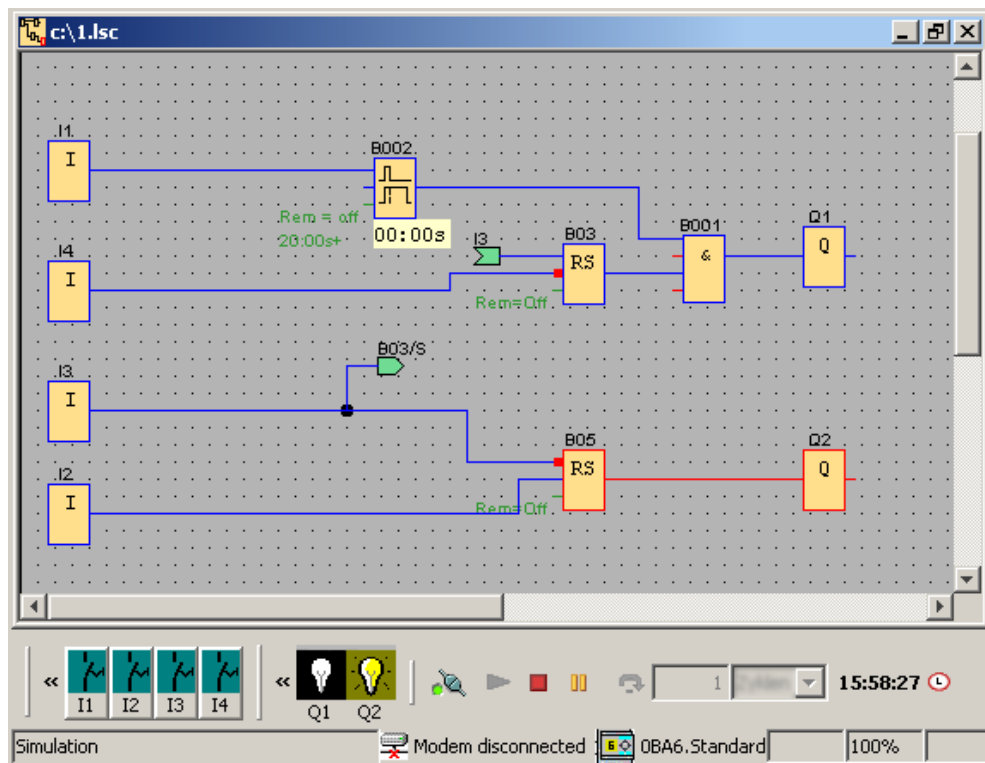 c:\1.lsc
I1
I
B002
Rem = off
20:00s+
00:00s
I4
I
I3
B03
RS
Rem=Off
B001
&
Q1
Q
B03/S
I3
I
B05
RS
Rem=Off
Q2
Q
I2
I
« I1 I2 I3 I4 « Q1 Q2 1 15:58:27
Simulation Modem disconnected 0BA6.Standard 100%